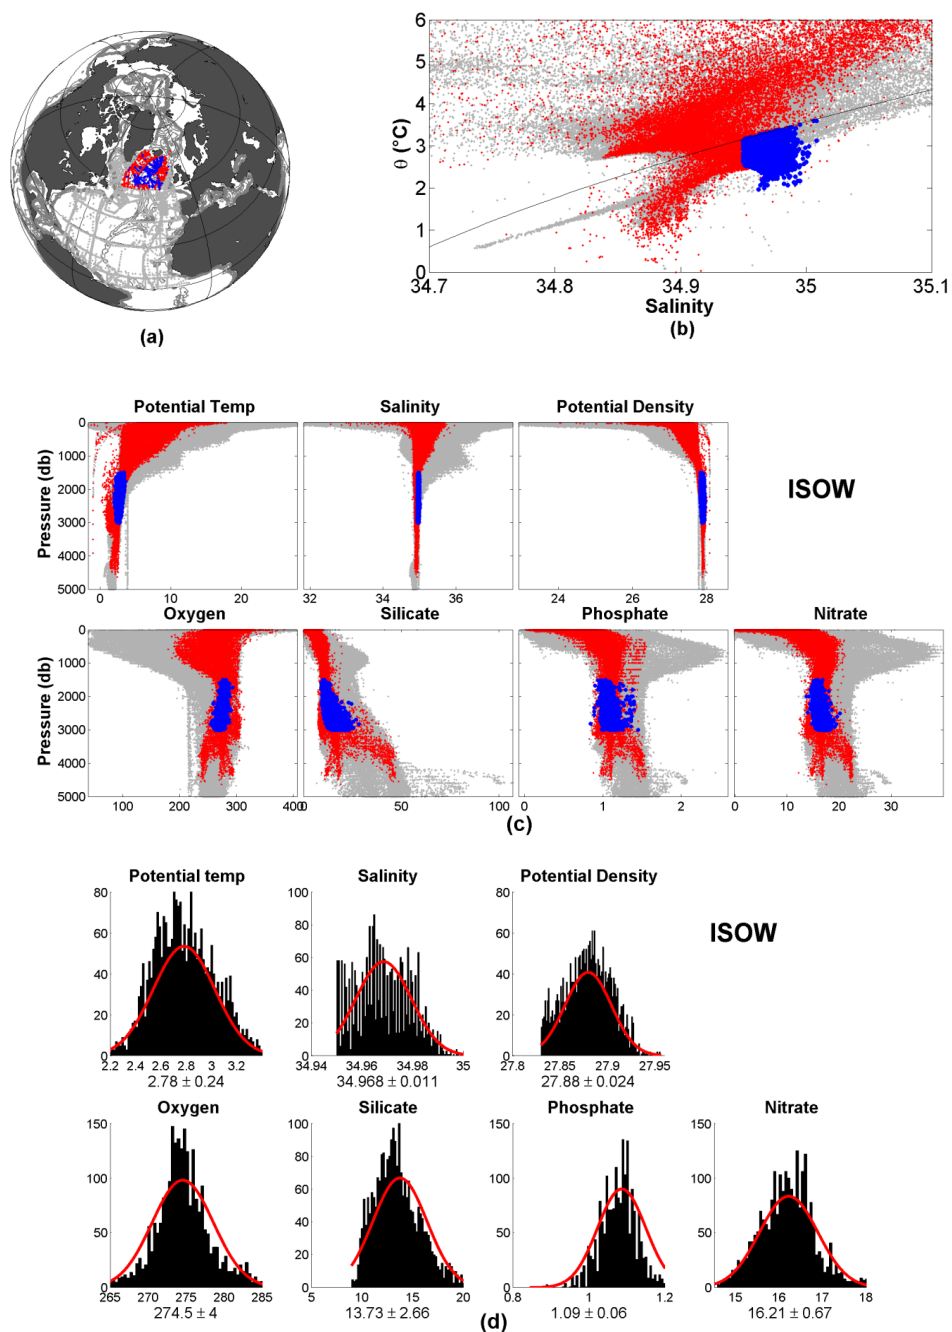 (a)
6
5
4
3
2
1
0
θ (°C)
34.7 34.8 34.9 35 35.1
Salinity
(b)
Potential Temp Salinity Potential Density
0
1000
2000
3000
4000
5000
Pressure (db)
0 10 20 32 34 36 22 24 26 28
ISOW
Oxygen Silicate Phosphate Nitrate
0
1000
2000
3000
4000
5000
Pressure (db)
100 200 300 400 0 50 100 0 1 2 0 10 20 30
(c)
Potential temp Salinity Potential Density
ISOW
80 100 80
60 80 60
40 60 40
20 40 20
0 20 0
0
2.2 2.4 2.6 2.8 3 3.2 34.94 34.96 34.98 35 27.8 27.85 27.9 27.95
2.78 ± 0.24 34.968 ± 0.011 27.88 ± 0.024
Oxygen Silicate Phosphate Nitrate
150 100 150 150
100 80 100 100
50 60 50 50
0 40 0 0
20
0
265 270 275 280 285 5 10 15 20 0.8 1 1.2 15 16 17 18
274.5 ± 4 13.73 ± 2.66 1.09 ± 0.06 16.21 ± 0.67
(d)